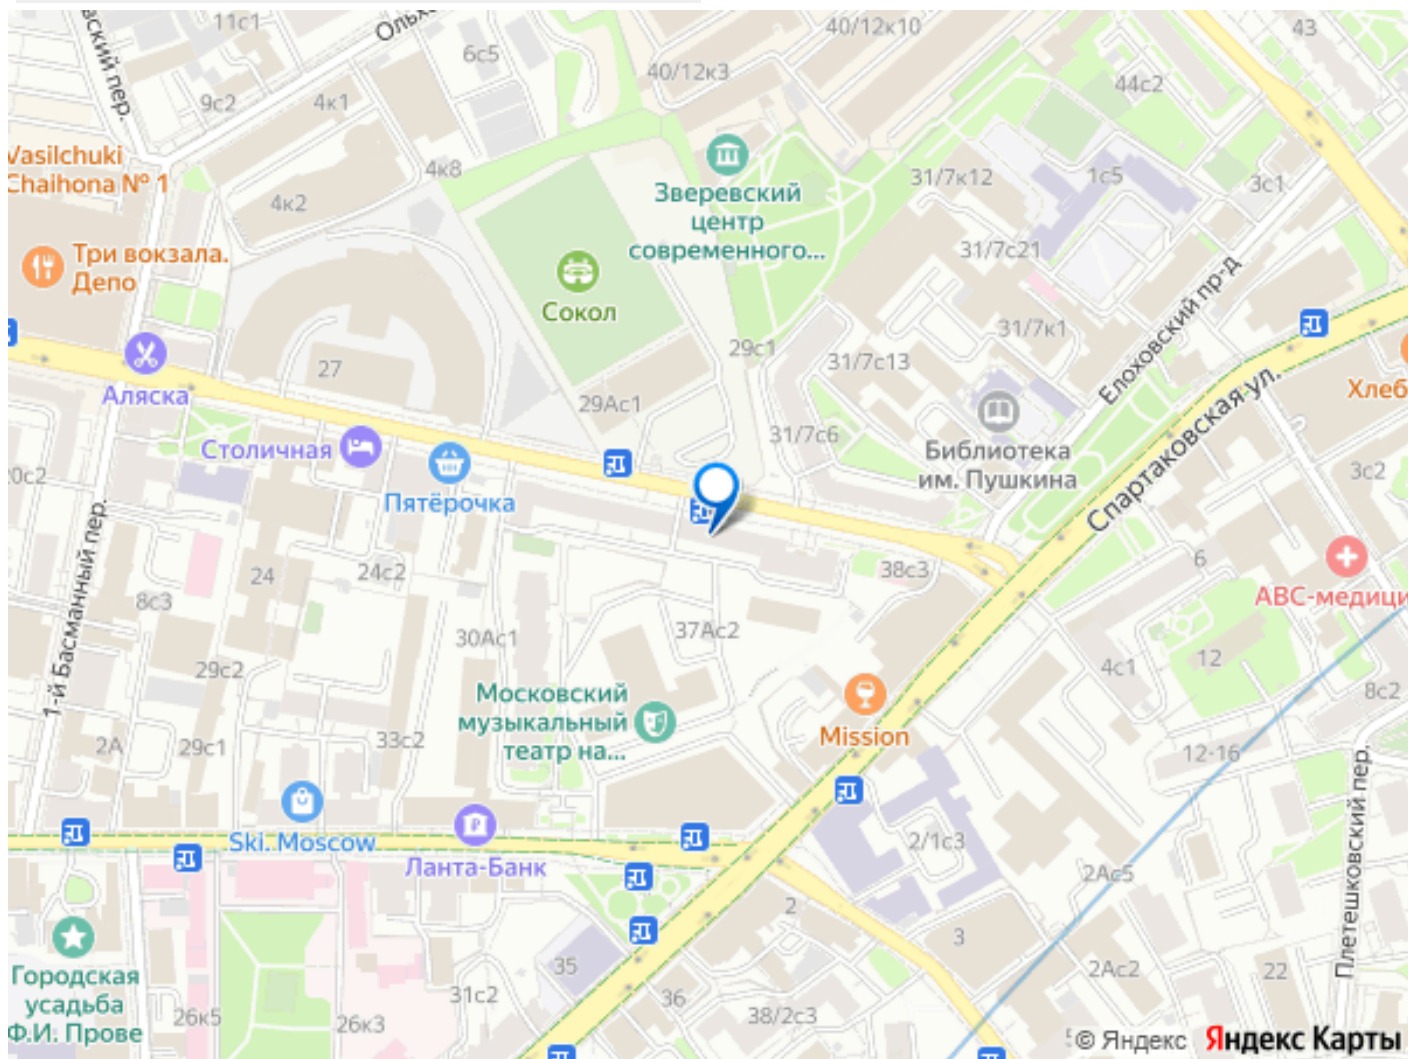 11с1
Ольхо
40/12к10
43
вский пер.
6с5
40/12к3
44с2
9с2
4к1
Vasilchuki
Chaihona № 1
4к8
Зверевский
центр
современного...
31/7к12
1с5
3с1
4к2
Три вокзала.
Депо
31/7с21
Сокол
Елоховский пр-д
31/7к1
29с1
31/7с13
27
Аляска
29Ас1
Спартаковская ул.
Хлеб
Столичная
31/7с6
Библиотека
им. Пушкина
3с2
20с2
Пятёрочка
1-й Басманный пер.
24
24с2
38с3
6
АВС-медици
8с3
30Ас1
37Ас2
29с2
4с1
12
8с2
Московский
музыкальный
театр на...
Mission
2А
29с1
33с2
12-16
Плетешковский пер.
Ski. Moscow
Ланта-Банк
2/1с3
2Ас5
2
3
Городская
усадьба
Ф.И. Прове
35
2Ас2
22
31с2
36
26к5
26к3
38/2с3
© Яндекс Яндекс Карты